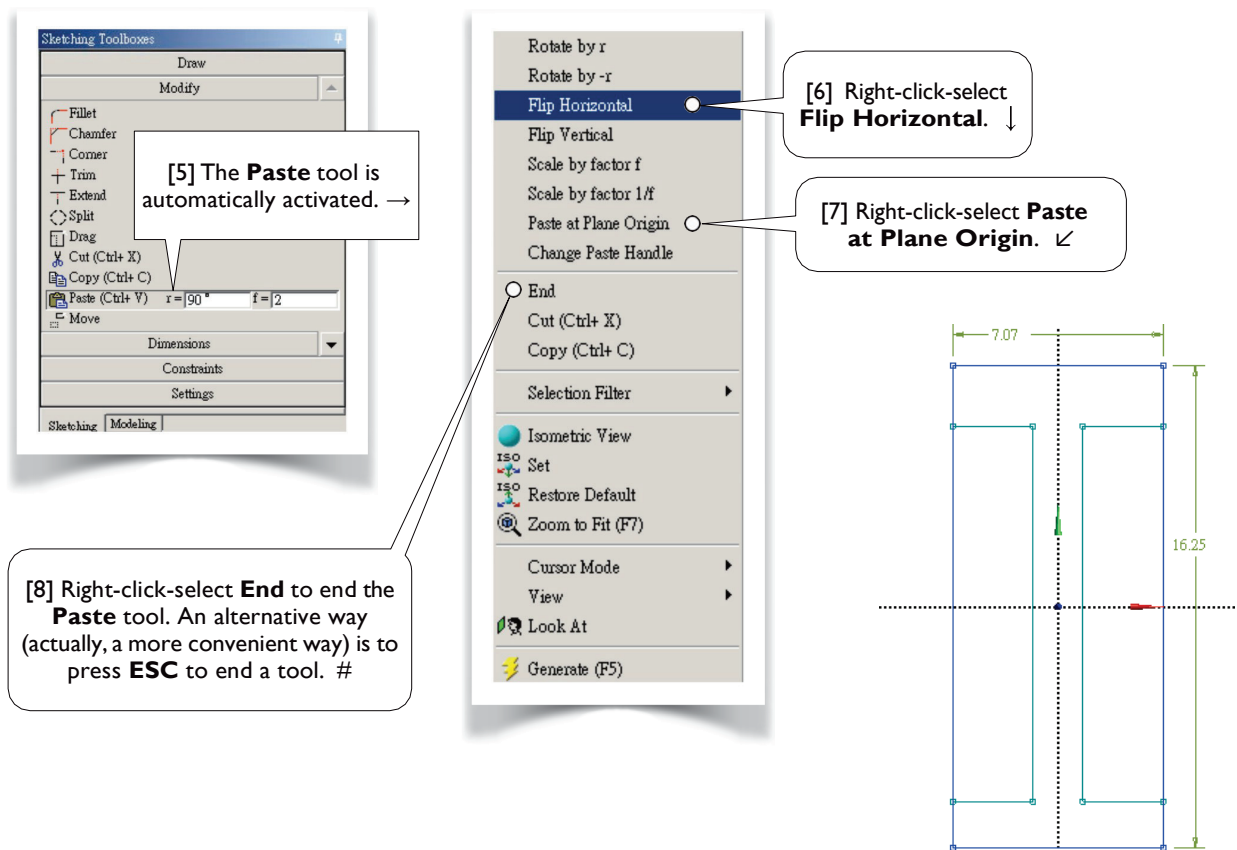 Sketching Toolboxes
Draw
Modify
Fillet
Chamfer
Corner
Trim
Extend
Split
Drag
Cut (Ctrl+ X)
Copy (Ctrl+ C)
Paste (Ctrl+ V) r = 90 ° f = 2
Move
Dimensions
Constraints
Settings
Sketching Modeling
[5] The Paste tool is
automatically activated. →
Rotate by r
Rotate by -r
Flip Horizontal
Flip Vertical
Scale by factor f
Scale by factor 1/f
Paste at Plane Origin
Change Paste Handle
End
Cut (Ctrl+ X)
Copy (Ctrl+ C)
Selection Filter
Isometric View
ISO Set
ISO Restore Default
Zoom to Fit (F7)
Cursor Mode
View
Look At
Generate (F5)
[6] Right-click-select
Flip Horizontal. ↓
[7] Right-click-select Paste
at Plane Origin. ↙
[8] Right-click-select End to end the
Paste tool. An alternative way
(actually, a more convenient way) is to
press ESC to end a tool. #
7.07
16.25